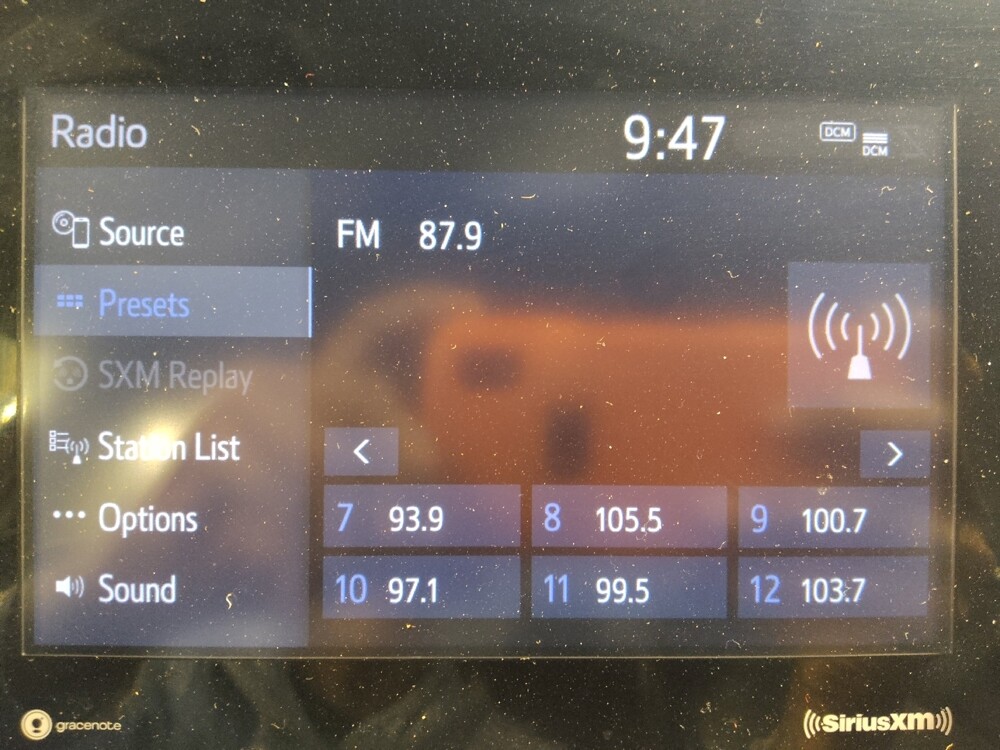 Radio 9:47 DCM DCM
Source
FM 87.9
Presets
SXM Replay
Station List
< >
Options
7 93.9 8 105.5 9 100.7
Sound
10 97.1 11 99.5 12 103.7
gracenote SiriusXM